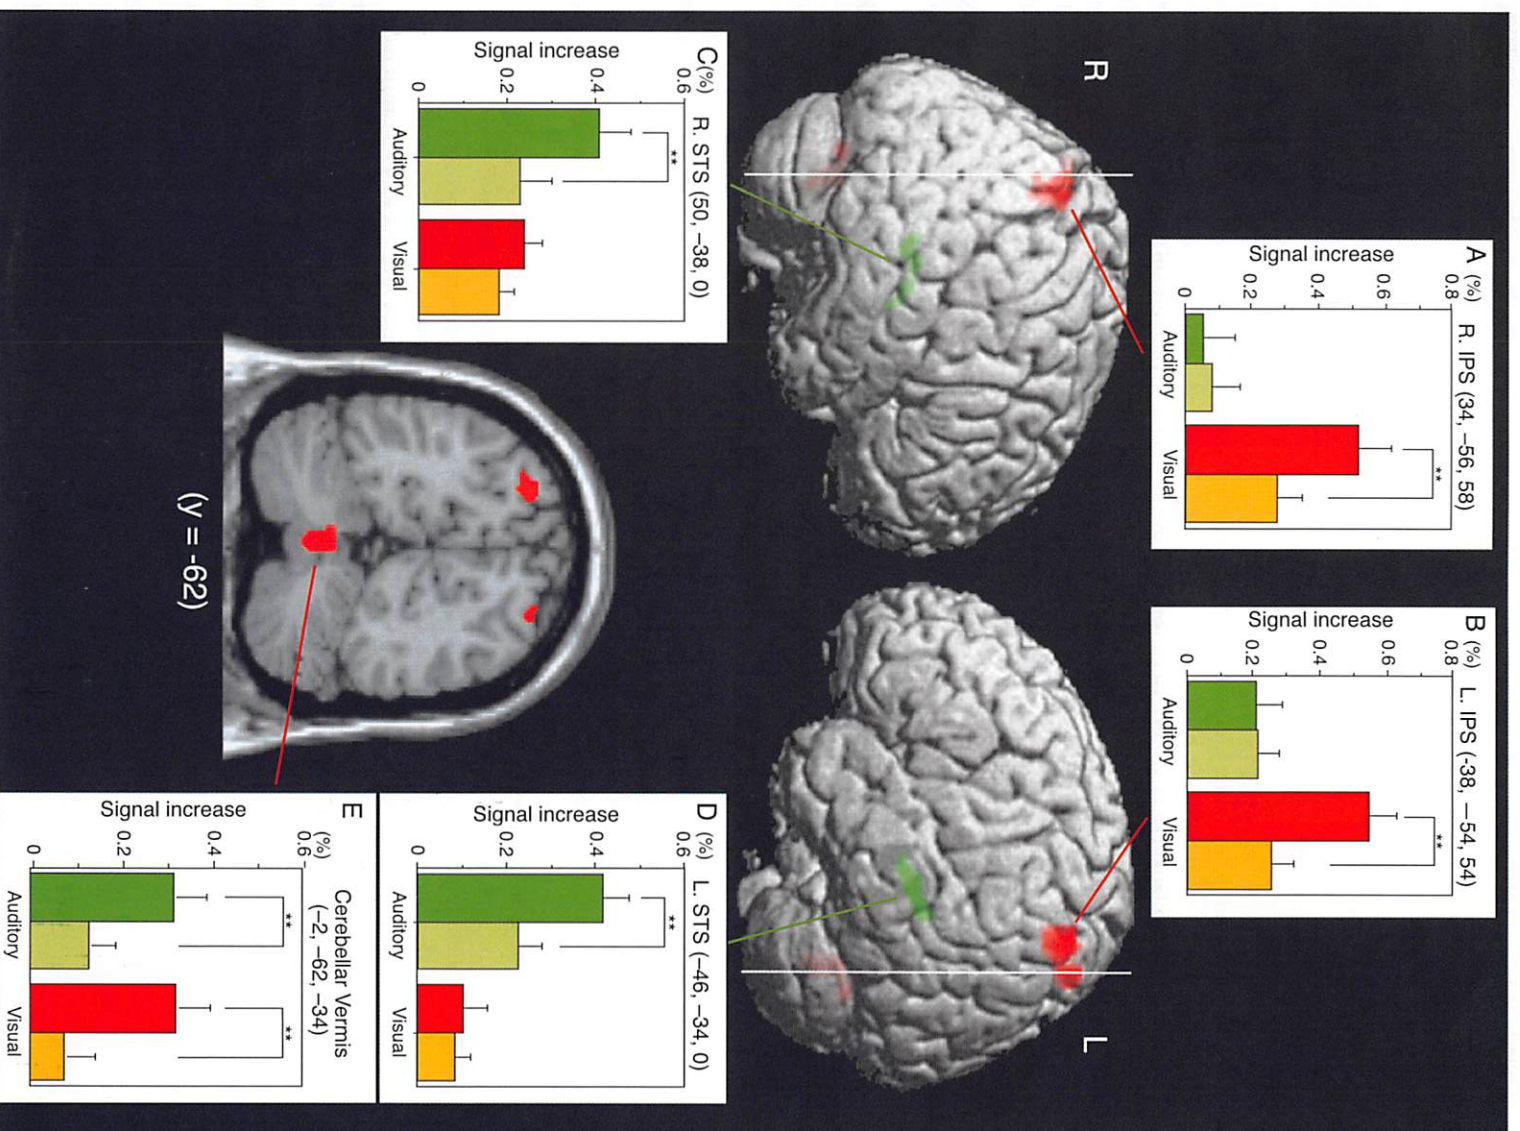 A (%) R. IPS (34, –56, 58)
Signal increase
0.8
0.6
0.4
0.2
0
Auditory
Visual
**
B (%) L. IPS (-38, –54, 54)
Signal increase
0.8
0.6
0.4
0.2
0
Auditory
Visual
**
R
L
C(%) R. STS (50, –38, 0)
Signal increase
0.6
0.4
0.2
0
Auditory
Visual
**
(y = -62)
D (%) L. STS (–46, –34, 0)
Signal increase
0.6
0.4
0.2
0
Auditory
Visual
**
E (%) Cerebellar Vermis
(–2, –62, –34)
Signal increase
0.6
0.4
0.2
0
Auditory
Visual
**
**